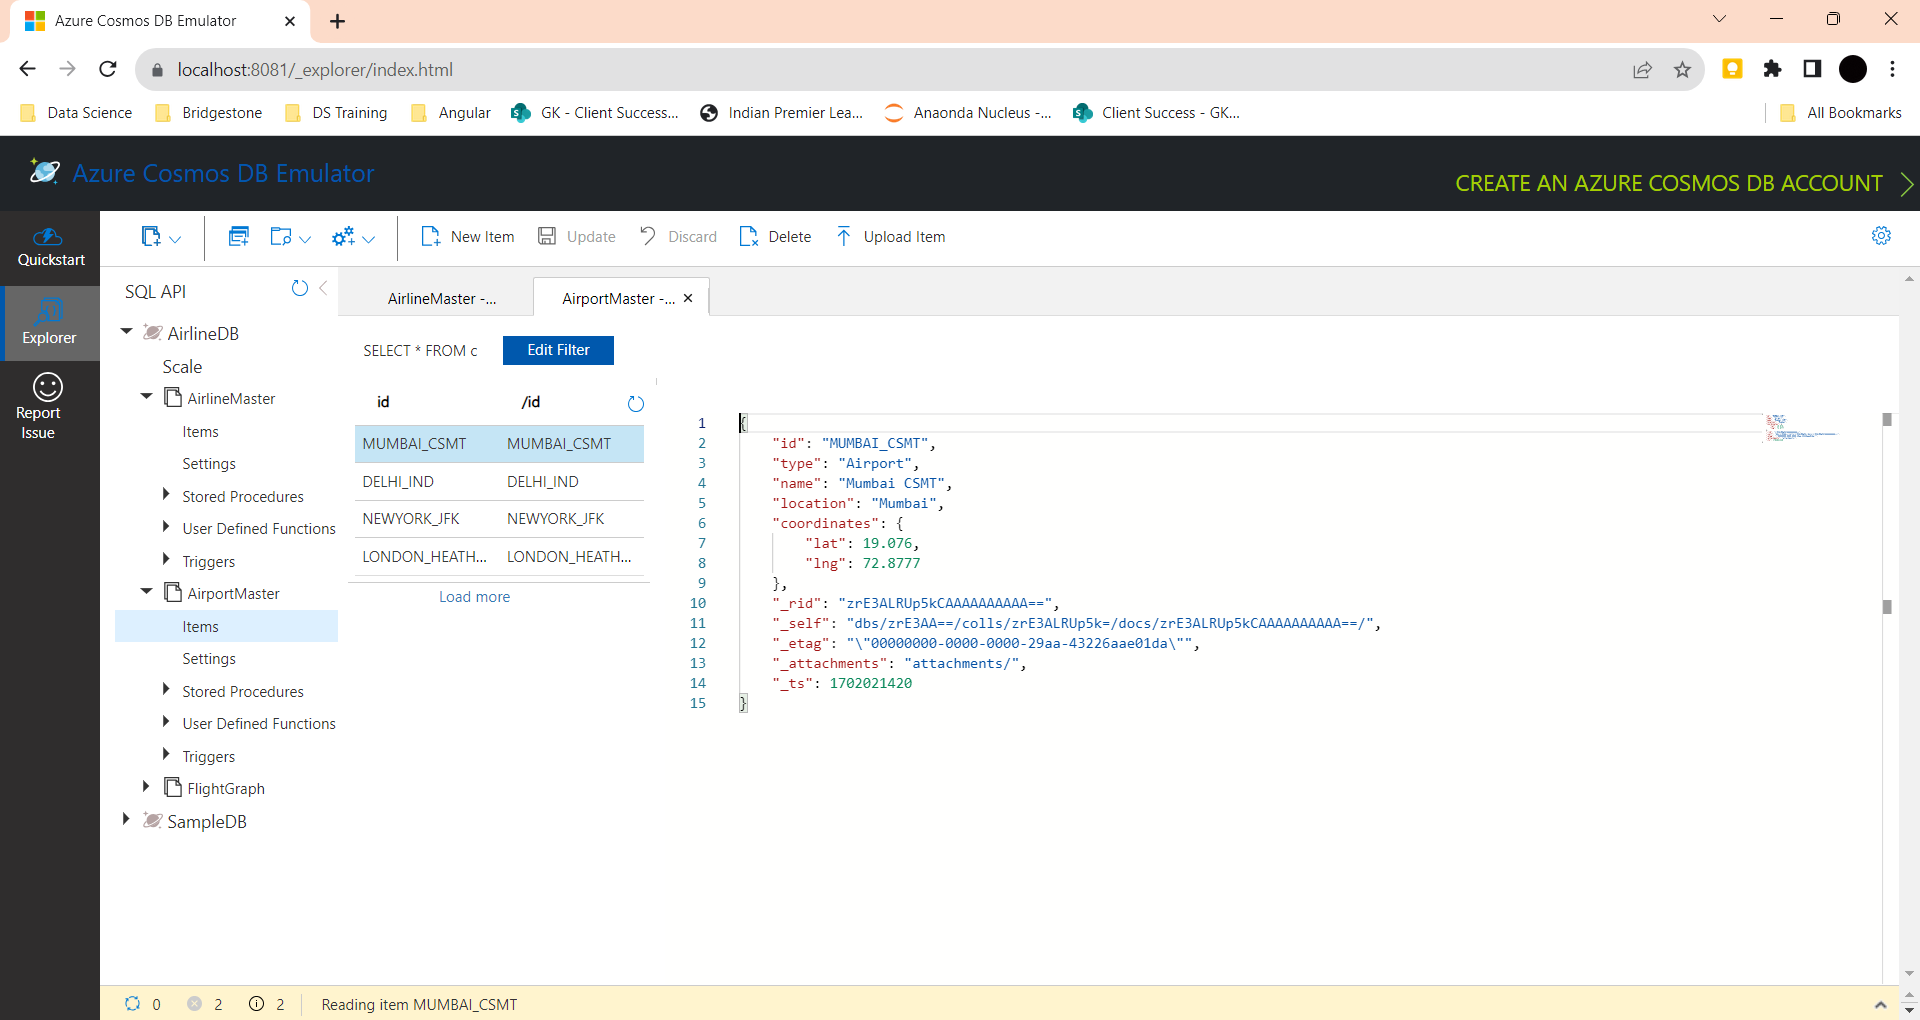 Azure Cosmos DB Emulator
localhost:8081/_explorer/index.html
Data Science Bridgestone DS Training Angular GK - Client Success... Indian Premier Lea... Anaonda Nucleus -... Client Success - GK... All Bookmarks
Azure Cosmos DB Emulator
CREATE AN AZURE COSMOS DB ACCOUNT
Quickstart
Explorer
Report
Issue
New Item Update Discard Delete Upload Item
SQL API
AirlineDB
Scale
AirlineMaster
Items
Settings
Stored Procedures
User Defined Functions
Triggers
AirportMaster
Items
Settings
Stored Procedures
User Defined Functions
Triggers
FlightGraph
SampleDB
AirlineMaster -... AirportMaster -...
SELECT * FROM c Edit Filter
id /id
MUMBAI_CSMT MUMBAI_CSMT
DELHI_IND DELHI_IND
NEWYORK_JFK NEWYORK_JFK
LONDON_HEATH... LONDON_HEATH...
Load more
1 {
2 "id": "MUMBAI_CSMT",
3 "type": "Airport",
4 "name": "Mumbai CSMT",
5 "location": "Mumbai",
6 "coordinates": {
7 "lat": 19.076,
8 "lng": 72.8777
9 },
10 "_rid": "zrE3ALRUp5kCAAAAAAAAAA==",
11 "_self": "dbs/zrE3AA==/colls/zrE3ALRUp5k=/docs/zrE3ALRUp5kCAAAAAAAAAA==/",
12 "_etag": "\"00000000-0000-0000-29aa-43226aae01da\"",
13 "_attachments": "attachments/",
14 "_ts": 1702021420
15 }
0 2 2 Reading item MUMBAI_CSMT